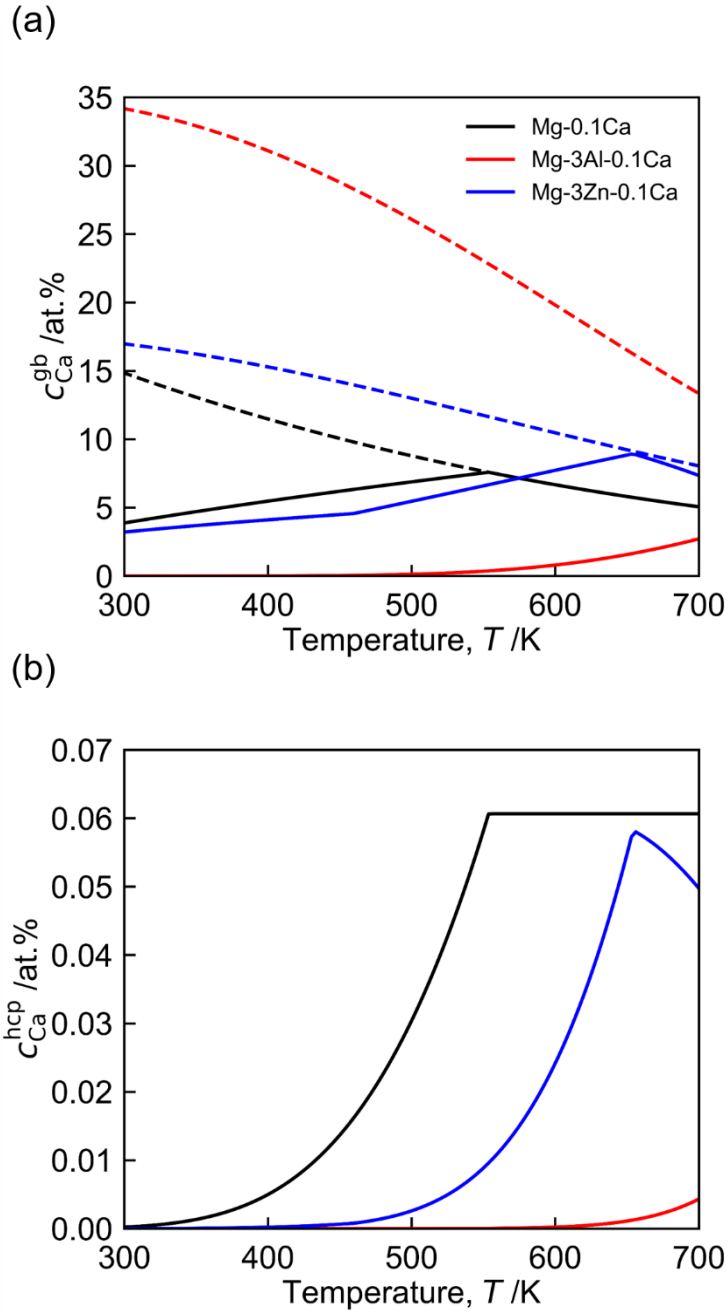 (a)
35
30
25
20
15
10
5
0
c_Ca^gb /at.%
Mg-0.1Ca
Mg-3Al-0.1Ca
Mg-3Zn-0.1Ca
300 400 500 600 700
Temperature, T /K
(b)
0.07
0.06
0.05
0.04
0.03
0.02
0.01
0.00
c_Ca^hcp /at.%
300 400 500 600 700
Temperature, T /K